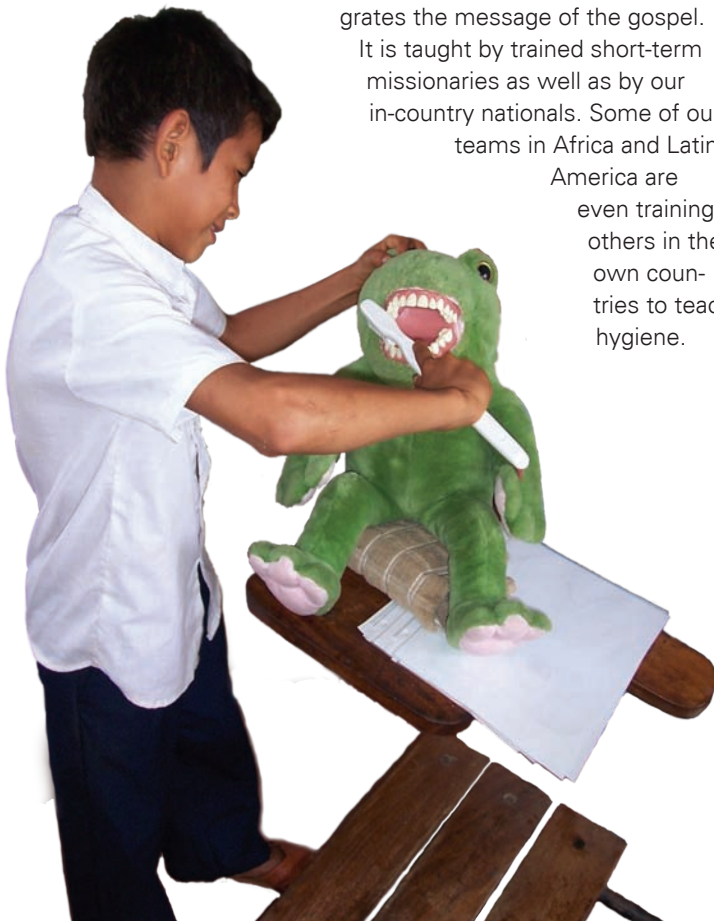 grates the message of the gospel.
It is taught by trained short-term
missionaries as well as by our
in-country nationals. Some of
teams in Africa and
America are
even training
others in
own coun-
tries to
hygiene.